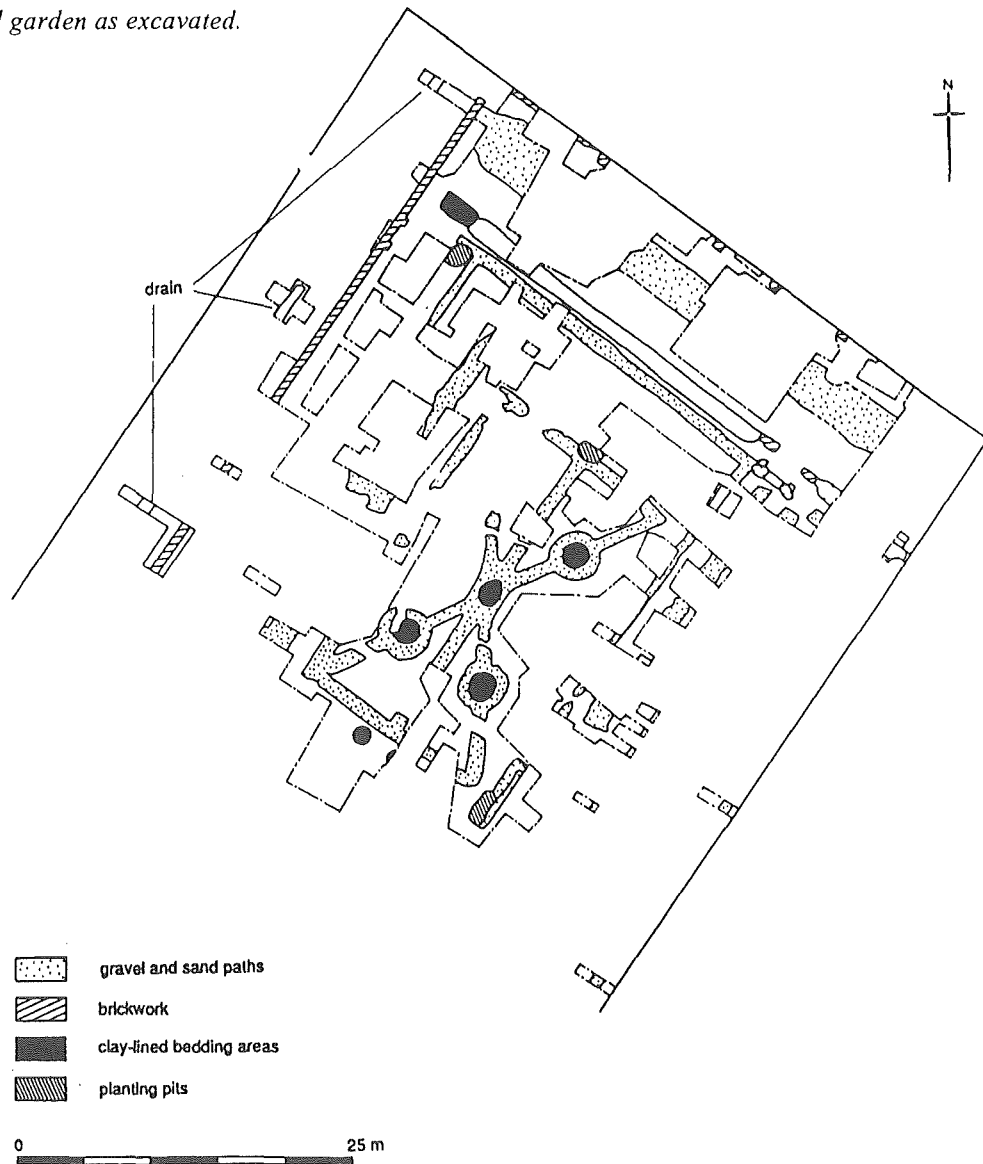 garden as excavated.
N
drain
gravel and sand paths
brickwork
clay-lined bedding areas
planting pits
0 25 m